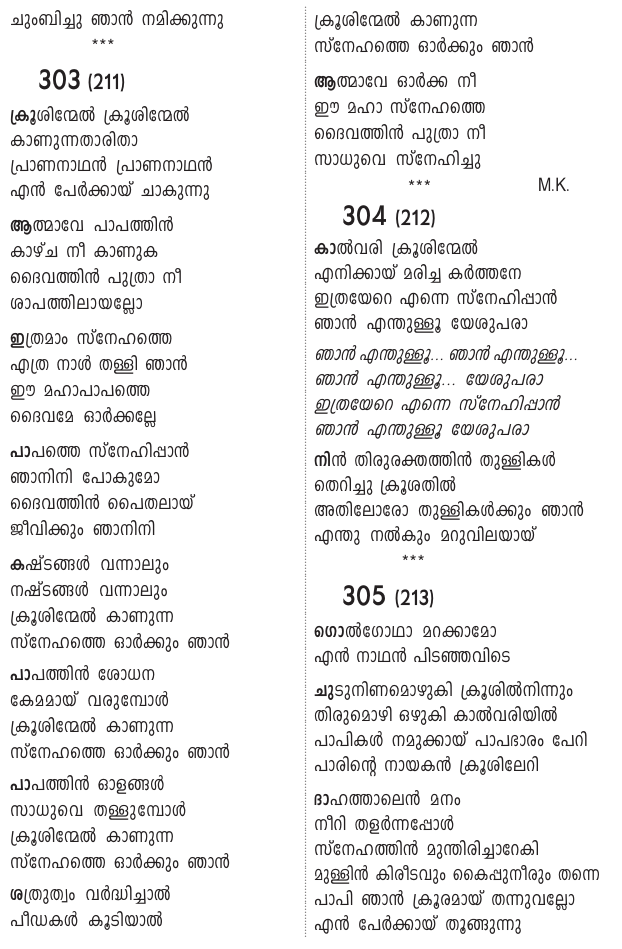 ചുംബിച്ചു ഞാൻ നമിക്കുന്നു
***
303 (211)
ക്രൂശിന്മേൽ ക്രൂശിന്മേൽ
കാണുന്നതാരിതാ
പ്രാണനാഥൻ പ്രാണനാഥൻ
എൻ പേർക്കായ് ചാകുന്നു
ആത്മാവേ പാപത്തിൻ
കാഴ്ച നീ കാണുക
ദൈവത്തിൻ പുത്രാ നീ
ശാപത്തിലായല്ലോ
ഇത്രമാം സ്നേഹത്തെ
എത്ര നാൾ തള്ളി ഞാൻ
ഈ മഹാപാപത്തെ
ദൈവമേ ഓർക്കല്ലേ
പാപത്തെ സ്നേഹിപ്പാൻ
ഞാനിനി പോകുമോ
ദൈവത്തിൻ പൈതലായ്
ജീവിക്കും ഞാനിനി
കഷ്ടങ്ങൾ വന്നാലും
നഷ്ടങ്ങൾ വന്നാലും
ക്രൂശിന്മേൽ കാണുന്ന
സ്നേഹത്തെ ഓർക്കും ഞാൻ
പാപത്തിൻ ശോധന
കേമമായ് വരുമ്പോൾ
ക്രൂശിന്മേൽ കാണുന്ന
സ്നേഹത്തെ ഓർക്കും ഞാൻ
പാപത്തിൻ ഓളങ്ങൾ
സാധുവെ തള്ളുമ്പോൾ
ക്രൂശിന്മേൽ കാണുന്ന
സ്നേഹത്തെ ഓർക്കും ഞാൻ
ശത്രുത്വം വർദ്ധിച്ചാൽ
പീഡകൾ കൂടിയാൽ
ക്രൂശിന്മേൽ കാണുന്ന
സ്നേഹത്തെ ഓർക്കും ഞാൻ
ആത്മാവേ ഓർക്ക നീ
ഈ മഹാ സ്നേഹത്തെ
ദൈവത്തിൻ പുത്രാ നീ
സാധുവെ സ്നേഹിച്ചു
*** M.K.
304 (212)
കാൽവരി ക്രൂശിന്മേൽ
എനിക്കായ് മരിച്ച കർത്തനേ
ഇത്രയേറെ എന്നെ സ്നേഹിപ്പാൻ
ഞാൻ എന്തുള്ളൂ യേശുപരാ
ഞാൻ എന്തുള്ളൂ... ഞാൻ എന്തുള്ളൂ...
ഞാൻ എന്തുള്ളൂ... യേശുപരാ
ഇത്രയേറെ എന്നെ സ്നേഹിപ്പാൻ
ഞാൻ എന്തുള്ളൂ യേശുപരാ
നിൻ തിരുരക്തത്തിൻ തുള്ളികൾ
തെറിച്ചു ക്രൂശതിൽ
അതിലോരോ തുള്ളികൾക്കും ഞാൻ
എന്തു നൽകും മറുവിലയായ്
***
305 (213)
ഗൊൽഗോഥാ മറക്കാമോ
എൻ നാഥൻ പിടഞ്ഞവിടെ
ചുടുനിണമൊഴുകി ക്രൂശിൽനിന്നും
തിരുമൊഴി ഒഴുകി കാൽവരിയിൽ
പാപികൾ നമുക്കായ് പാപഭാരം പേറി
പാരിന്റെ നായകൻ ക്രൂശിലേറി
ദാഹത്താലെൻ മനം
നീറി തളർന്നപ്പോൾ
സ്നേഹത്തിൻ മുന്തിരിച്ചാറേകി
മുള്ളിൻ കിരീടവും കൈപ്പുനീരും തന്നെ
പാപി ഞാൻ ക്രൂരമായ് തന്നുവല്ലോ
എൻ പേർക്കായ് തൂങ്ങുന്നു